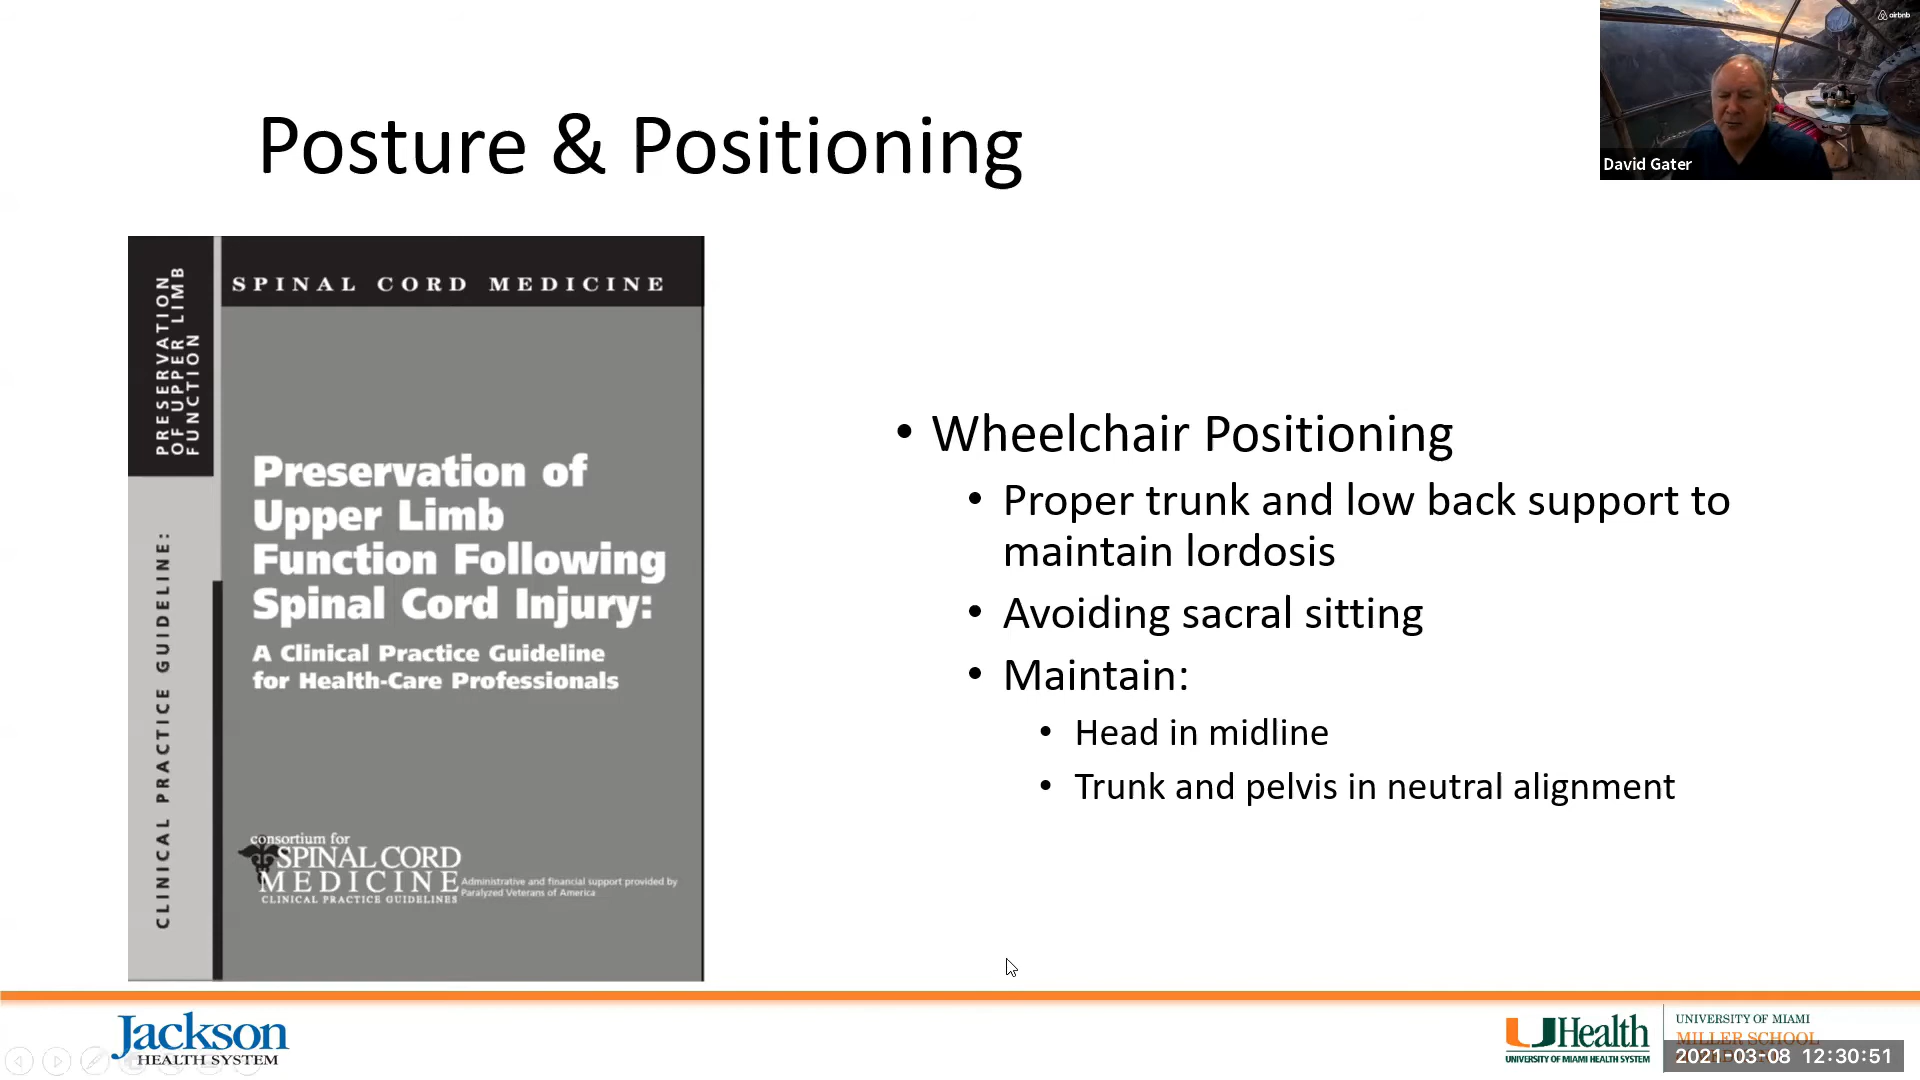 airbnb
David Gater
Posture & Positioning
PRESERVATION
OF UPPER LIMB
FUNCTION
CLINICAL PRACTICE GUIDELINE:
SPINAL CORD MEDICINE
Preservation of
Upper Limb
Function Following
Spinal Cord Injury:
A Clinical Practice Guideline
for Health-Care Professionals
consortium for
SPINAL CORD
MEDICINE
CLINICAL PRACTICE GUIDELINES
Administrative and financial support provided by
Paralyzed Veterans of America
• Wheelchair Positioning
• Proper trunk and low back support to
maintain lordosis
• Avoiding sacral sitting
• Maintain:
• Head in midline
• Trunk and pelvis in neutral alignment
Jackson
HEALTH SYSTEM
UHealth
UNIVERSITY OF MIAMI HEALTH SYSTEM
UNIVERSITY OF MIAMI
MILLER SCHOOL
2021-03-08 12:30:51